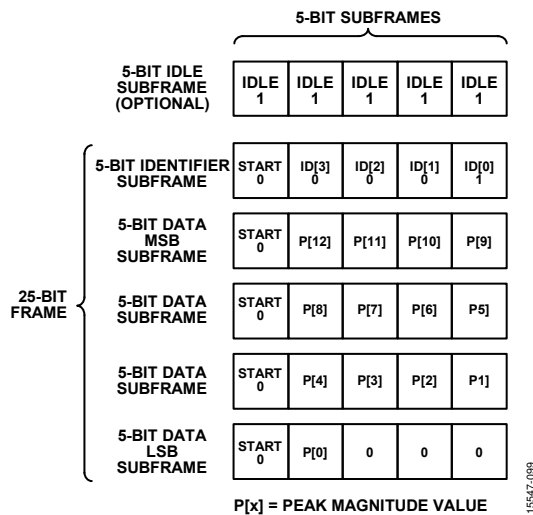 5-BIT SUBFRAMES
5-BIT IDLE
SUBFRAME
(OPTIONAL)
IDLE IDLE IDLE IDLE IDLE
1 1 1 1 1
5-BIT IDENTIFIER
SUBFRAME
START ID[3] ID[2] ID[1] ID[0]
0 0 0 0 1
5-BIT DATA
MSB
SUBFRAME
START P[12] P[11] P[10] P[9]
0
25-BIT
FRAME
5-BIT DATA
SUBFRAME
START P[8] P[7] P[6] P5]
0
5-BIT DATA
SUBFRAME
START P[4] P[3] P[2] P1]
0
5-BIT DATA
LSB
SUBFRAME
START P[0] 0 0 0
0
P[x] = PEAK MAGNITUDE VALUE
15547-099